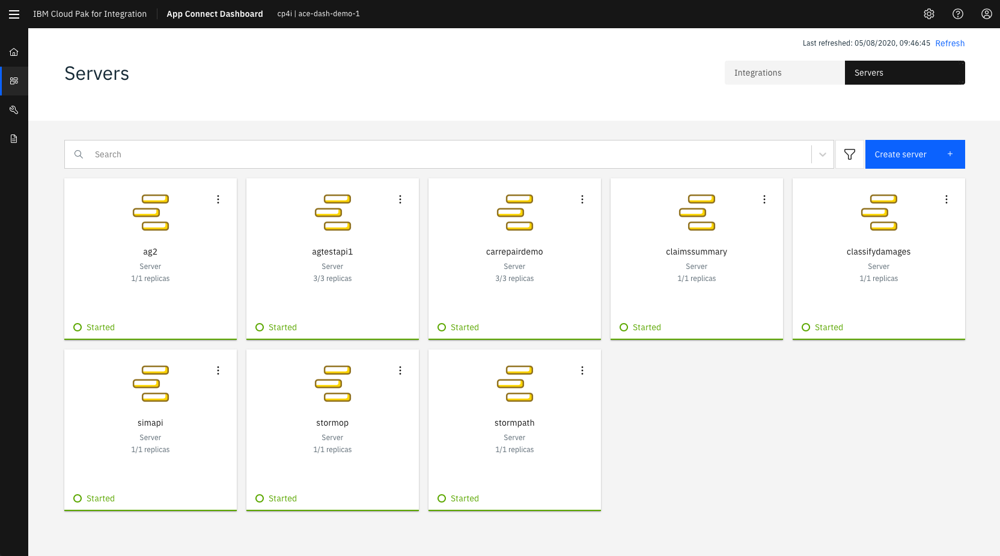 IBM Cloud Pak for Integration App Connect Dashboard cp4i | ace-dash-demo-1
Last refreshed: 05/08/2020, 09:46:45 Refresh
Servers
Integrations
Servers
Search
Create server +
ag2
Server
1/1 replicas
Started
agtestapi1
Server
3/3 replicas
Started
carrepairdemo
Server
3/3 replicas
Started
claimssummary
Server
1/1 replicas
Started
classifydamages
Server
1/1 replicas
Started
simapi
Server
1/1 replicas
Started
stormop
Server
1/1 replicas
Started
stormpath
Server
1/1 replicas
Started